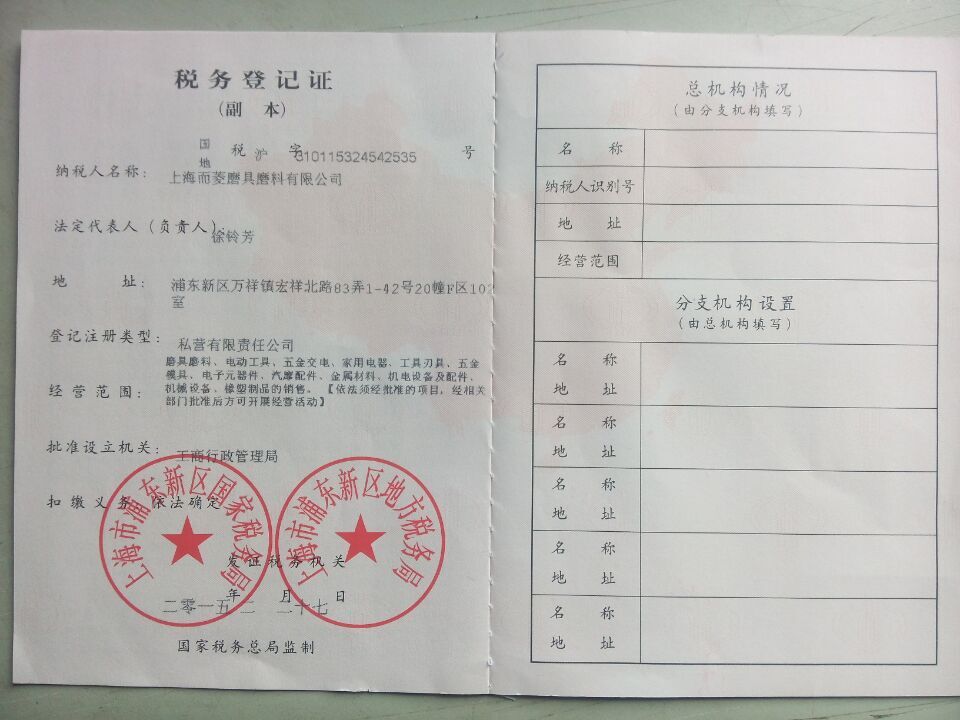 税务登记证
(副 本)
国
地 税 沪 字 310115324542535 号
纳税人名称: 上海而菱磨具磨料有限公司
法定代表人(负责人): 徐铃芳
地 址: 浦东新区万祥镇宏祥北路83弄1-42号20幢F区102
室
登记注册类型: 私营有限责任公司
经营范围: 磨具磨料、电动工具、五金交电、家用电器、工具刃具、五金
模具、电子元器件、汽摩配件、金属材料、机电设备及配件、
机械设备、橡塑制品的销售。【依法须经批准的项目,经相关
部门批准后方可开展经营活动】
批准设立机关: 工商行政管理局
扣缴义务 依法确定
上海市浦东新区国家税务局
上海市浦东新区地方税务局
发证税务机关
二零一五年 二月 二十七日
国家税务总局监制
总机构情况
(由分支机构填写)
名 称
纳税人识别号
地 址
经营范围
分支机构设置
(由总机构填写)
名 称
地 址
名 称
地 址
名 称
地 址
名 称
地 址
名 称
地 址